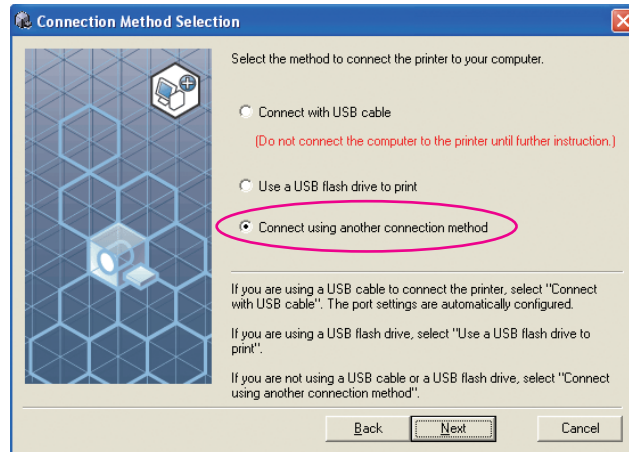 Connection Method Selection
Select the method to connect the printer to your computer.
Connect with USB cable
(Do not connect the computer to the printer until further instruction.)
Use a USB flash drive to print
Connect using another connection method
If you are using a USB cable to connect the printer, select "Connect
with USB cable". The port settings are automatically configured.
If you are using a USB flash drive, select "Use a USB flash drive to
print".
If you are not using a USB cable or a USB flash drive, select "Connect
using another connection method".
Back Next Cancel